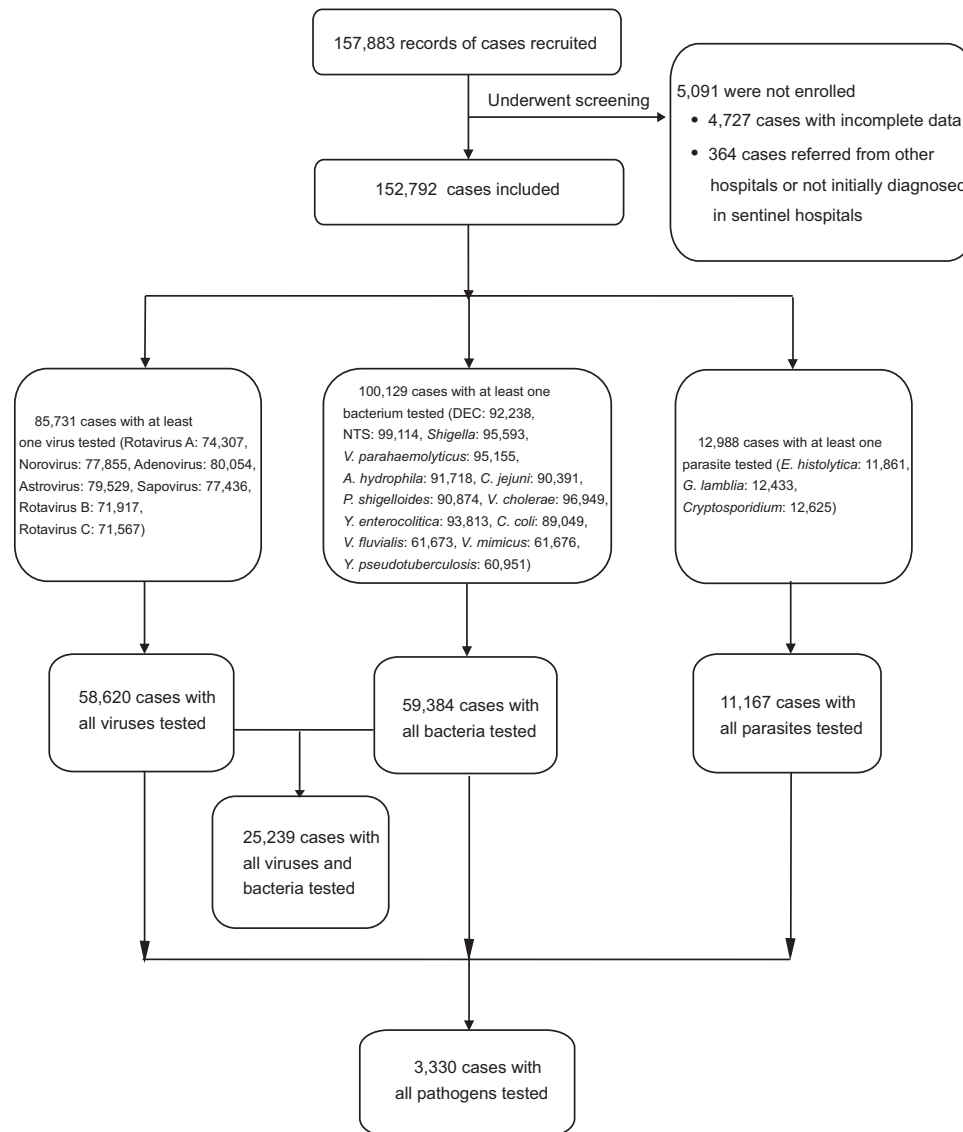 157,883 records of cases recruited
Underwent screening
5,091 were not enrolled
• 4,727 cases with incomplete data
• 364 cases referred from other
hospitals or not initially diagnosed
in sentinel hospitals
152,792 cases included
85,731 cases with at least
one virus tested (Rotavirus A: 74,307,
Norovirus: 77,855, Adenovirus: 80,054,
Astrovirus: 79,529, Sapovirus: 77,436,
Rotavirus B: 71,917,
Rotavirus C: 71,567)
100,129 cases with at least one
bacterium tested (DEC: 92,238,
NTS: 99,114, Shigella: 95,593,
V. parahaemolyticus: 95,155,
A. hydrophila: 91,718, C. jejuni: 90,391,
P. shigelloides: 90,874, V. cholerae: 96,949,
Y. enterocolitica: 93,813, C. coli: 89,049,
V. fluvialis: 61,673, V. mimicus: 61,676,
Y. pseudotuberculosis: 60,951)
12,988 cases with at least one
parasite tested (E. histolytica: 11,861,
G. lamblia: 12,433,
Cryptosporidium: 12,625)
58,620 cases with
all viruses tested
59,384 cases with
all bacteria tested
11,167 cases with
all parasites tested
25,239 cases with
all viruses and
bacteria tested
3,330 cases with
all pathogens tested